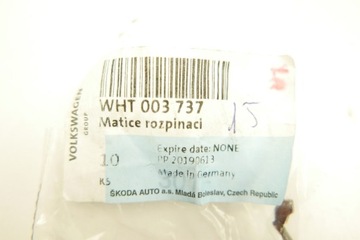 VOLKSWAGEN
GROUP
WHT 003 737
Matice rozpinaci
15
Expire date: NONE
10
PP 20190613
Made in Germany
KS
ŠKODA AUTO a.s. Mladá Boleslav, Czech Republic